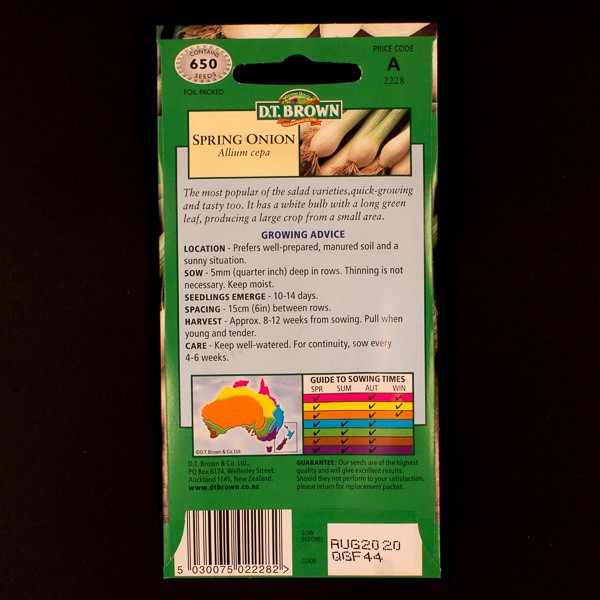 CONTAINS
650
SEEDS
FOIL PACKED
PRICE CODE
A
2228
D.T. BROWN
SPRING ONION
Allium cepa
The most popular of the salad varieties,quick-growing
and tasty too. It has a white bulb with a long green
leaf, producing a large crop from a small area.
GROWING ADVICE
LOCATION - Prefers well-prepared, manured soil and a
sunny situation.
SOW - 5mm (quarter inch) deep in rows. Thinning is not
necessary. Keep moist.
SEEDLINGS EMERGE - 10-14 days.
SPACING - 15cm (6in) between rows.
HARVEST - Approx. 8-12 weeks from sowing. Pull when
young and tender.
CARE - Keep well-watered. For continuity, sow every
4-6 weeks.
GUIDE TO SOWING TIMES
SPR SUM AUT WIN
©D.T. Brown & Co. Ltd.
D.T. Brown & Co. Ltd.,
PO Box 6174, Wellesley Street,
Auckland 1141, New Zealand.
www.dtbrown.co.nz
GUARANTEE: Our seeds are of the highest
quality and will give excellent results.
Should they not perform to your satisfaction,
please return for replacement packet.
SOW
BEFORE:
AUG2020
CODE:
QGF44
5 030075 022282 >